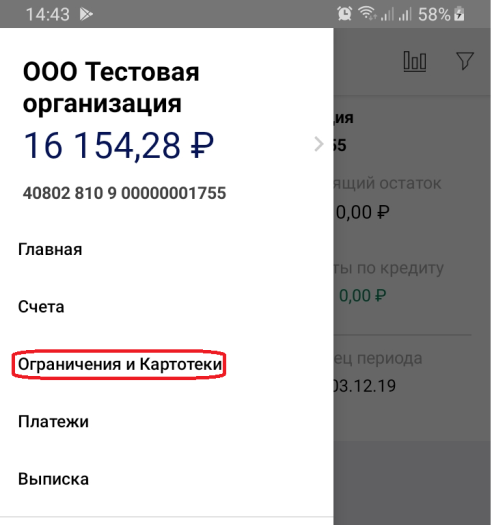 14:43
58%
ООО Тестовая
организация
16 154,28 ₽
40802 810 9 00000001755
Главная
Счета
Ограничения и Картотеки
Платежи
Выписка
ия
55
ящий остаток
0,00 ₽
ты по кредиту
0,00 ₽
ец периода
03.12.19